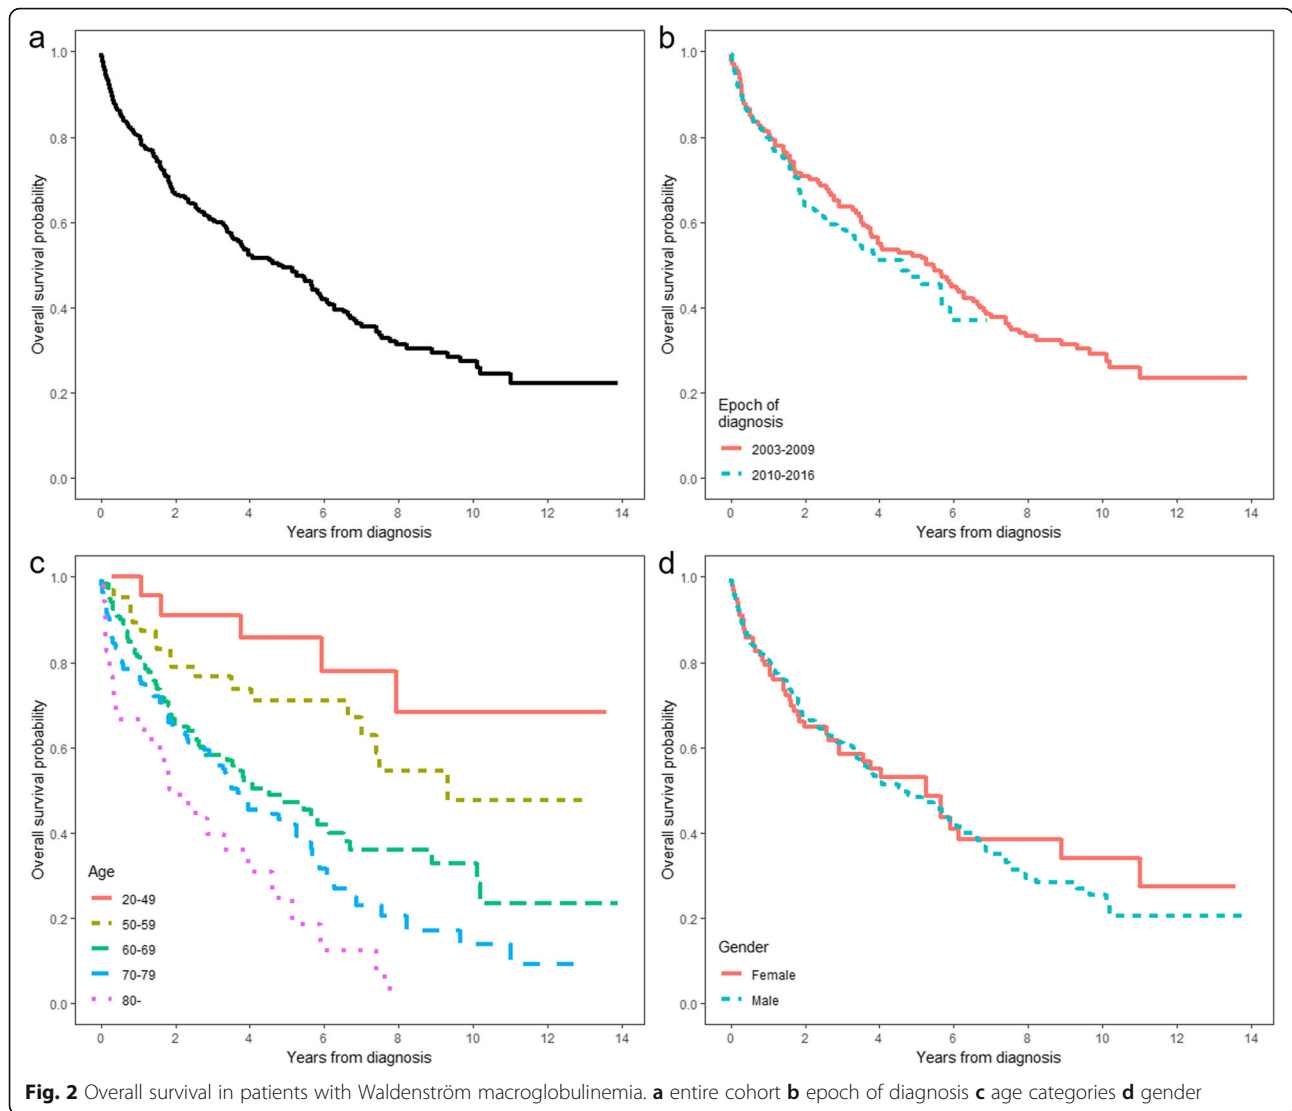 a
1.0
0.8
0.6
0.4
0.2
0.0
Overall survival probability
0 2 4 6 8 10 12 14
Years from diagnosis
b
1.0
0.8
0.6
0.4
0.2
0.0
Overall survival probability
Epoch of
diagnosis
2003-2009
2010-2016
0 2 4 6 8 10 12 14
Years from diagnosis
c
1.0
0.8
0.6
0.4
0.2
0.0
Overall survival probability
Age
20-49
50-59
60-69
70-79
80-
0 2 4 6 8 10 12 14
Years from diagnosis
d
1.0
0.8
0.6
0.4
0.2
0.0
Overall survival probability
Gender
Female
Male
0 2 4 6 8 10 12 14
Years from diagnosis
Fig. 2 Overall survival in patients with Waldenström macroglobulinemia. a entire cohort b epoch of diagnosis c age categories d gender